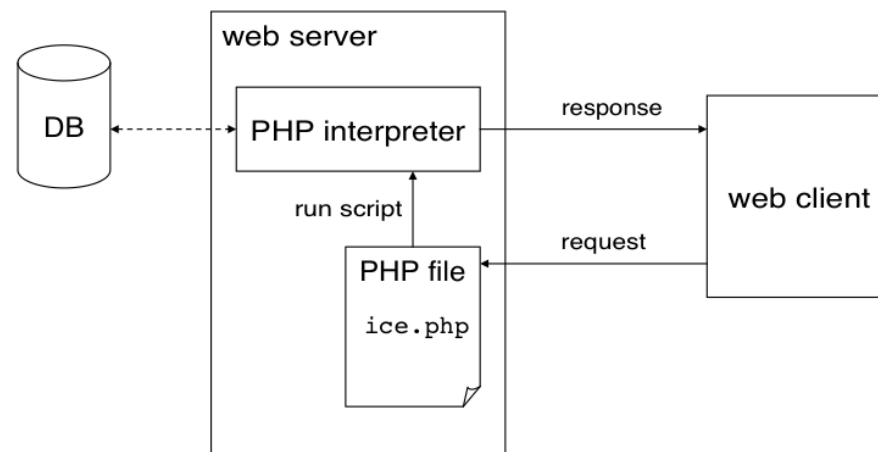 web server
DB
PHP interpreter
response
run script
web client
request
PHP file
ice.php